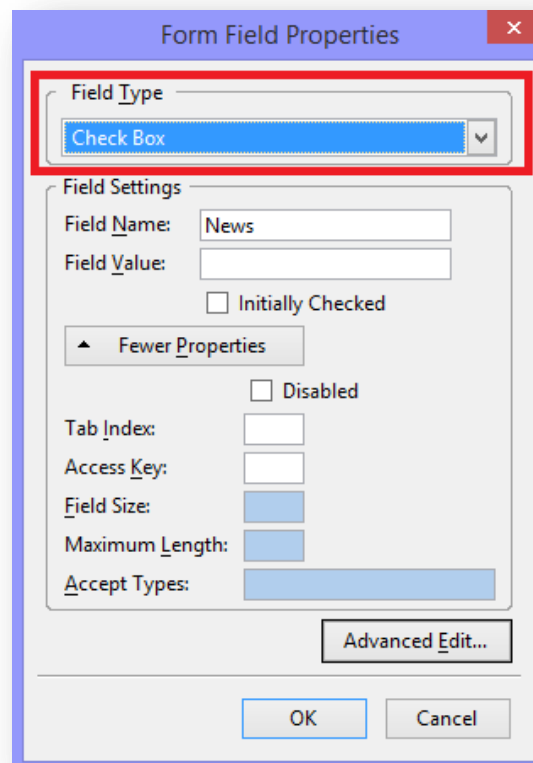 Form Field Properties
Field Type
Check Box
Field Settings
Field Name: News
Field Value:
Initially Checked
Fewer Properties
Disabled
Tab Index:
Access Key:
Field Size:
Maximum Length:
Accept Types:
Advanced Edit...
OK Cancel